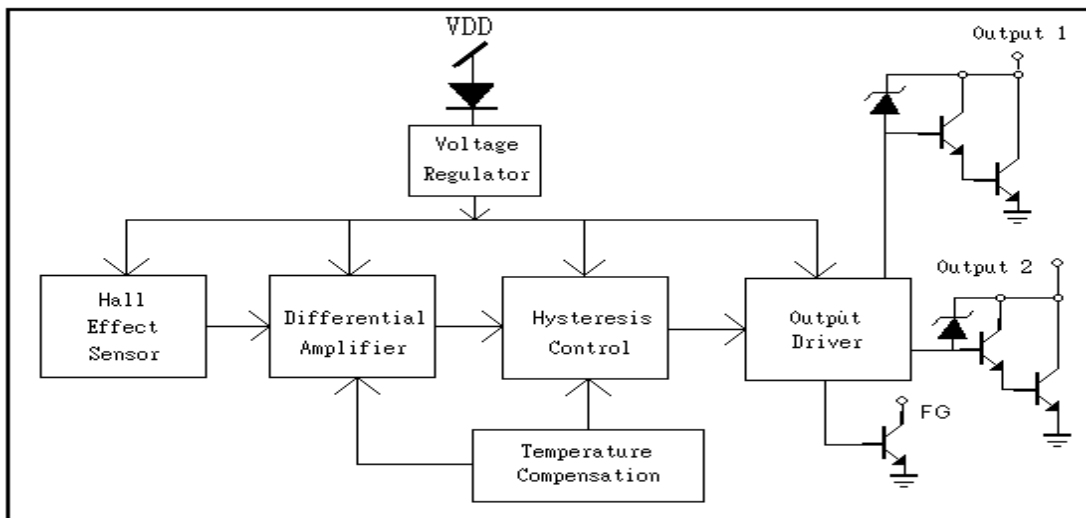 VDD
Output 1
Voltage
Regulator
Output 2
Hall
Effect
Sensor
Differential
Amplifier
Hysteresis
Control
Output
Driver
FG
Temperature
Compensation